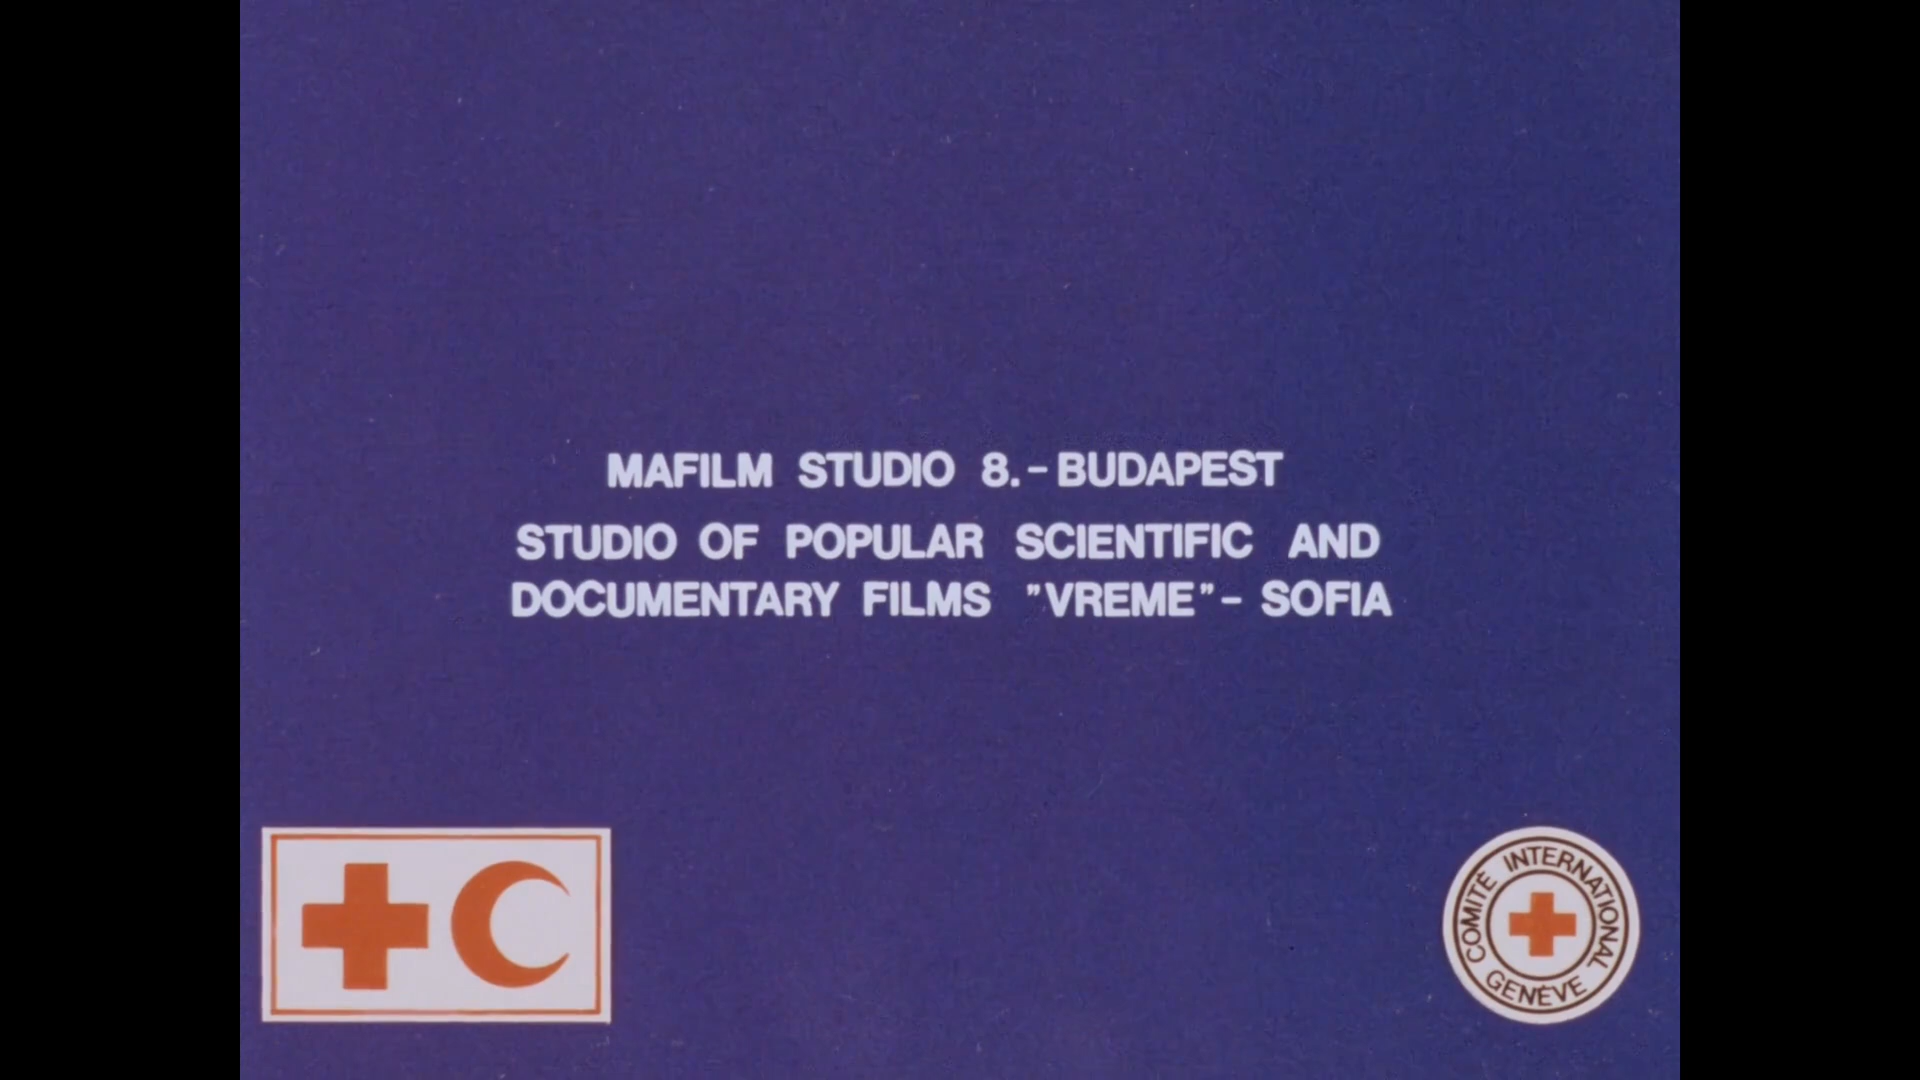 MAFILM STUDIO 8.-BUDAPEST
STUDIO OF POPULAR SCIENTIFIC AND
DOCUMENTARY FILMS "VREME"- SOFIA
COMITÉ INTERNATIONAL
GENÈVE